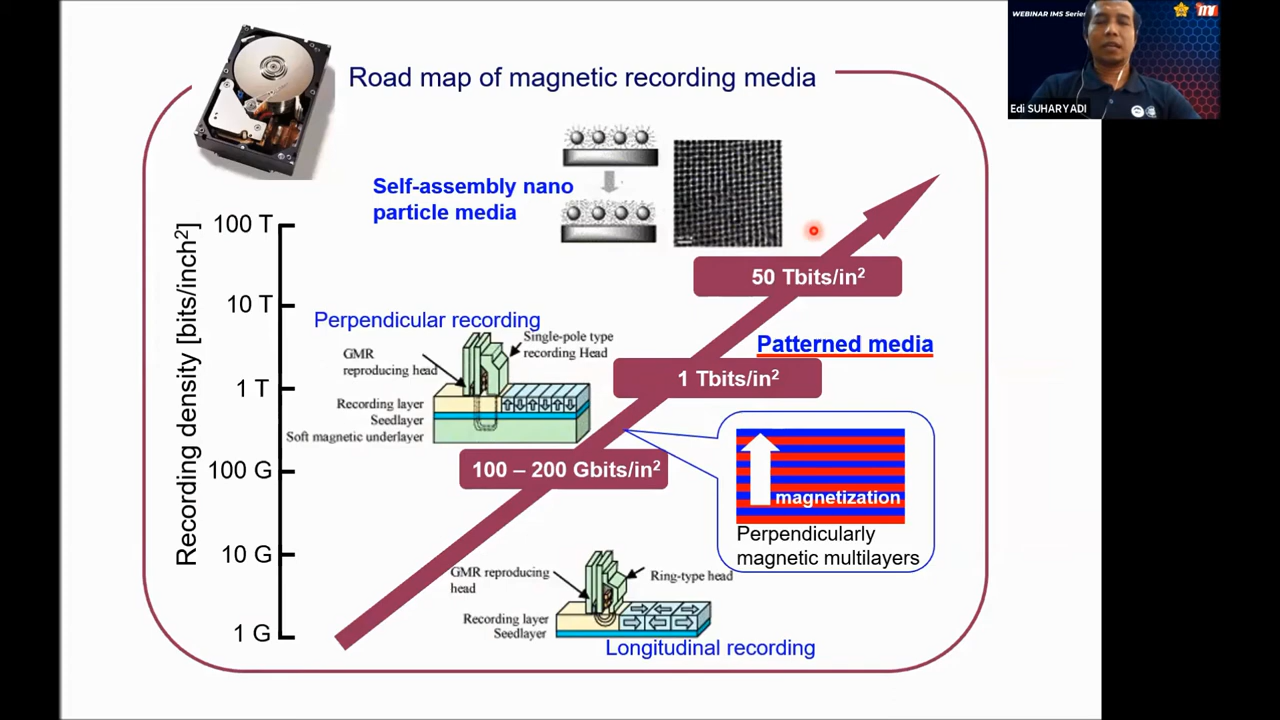 WEBINAR IMS Series
Edi SUHARYADI
Road map of magnetic recording media
Self-assembly nano
particle media
Recording density [bits/inch²]
100 T
10 T
1 T
100 G
10 G
1 G
50 Tbits/in²
Patterned media
1 Tbits/in²
100 – 200 Gbits/in²
Perpendicular recording
Single-pole type
recording Head
GMR
reproducing head
Recording layer
Seedlayer
Soft magnetic underlayer
magnetization
Perpendicularly
magnetic multilayers
GMR reproducing
head
Ring-type head
Recording layer
Seedlayer
Longitudinal recording